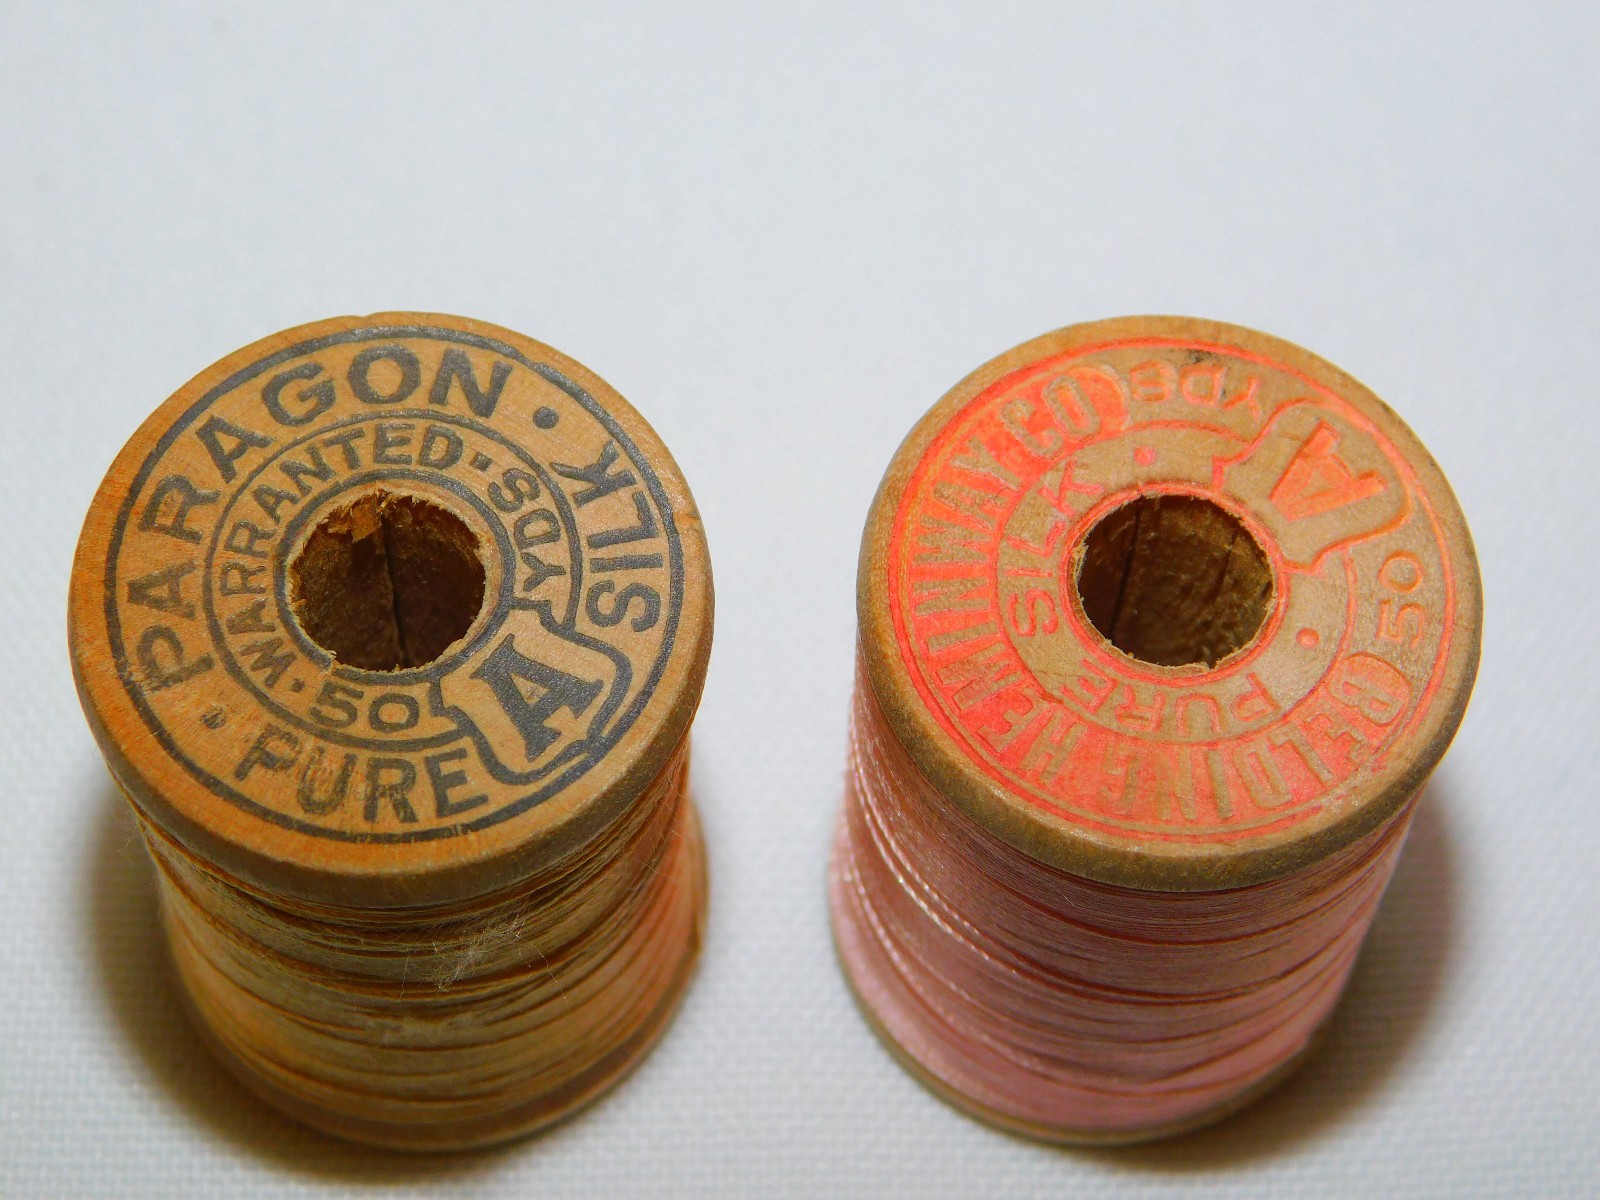 PARAGON · SILK
A
PURE ·
WARRANTED · YDS
· 50
BELDING HEMINWAY CO
50 YDS
A
PURE · SILK ·